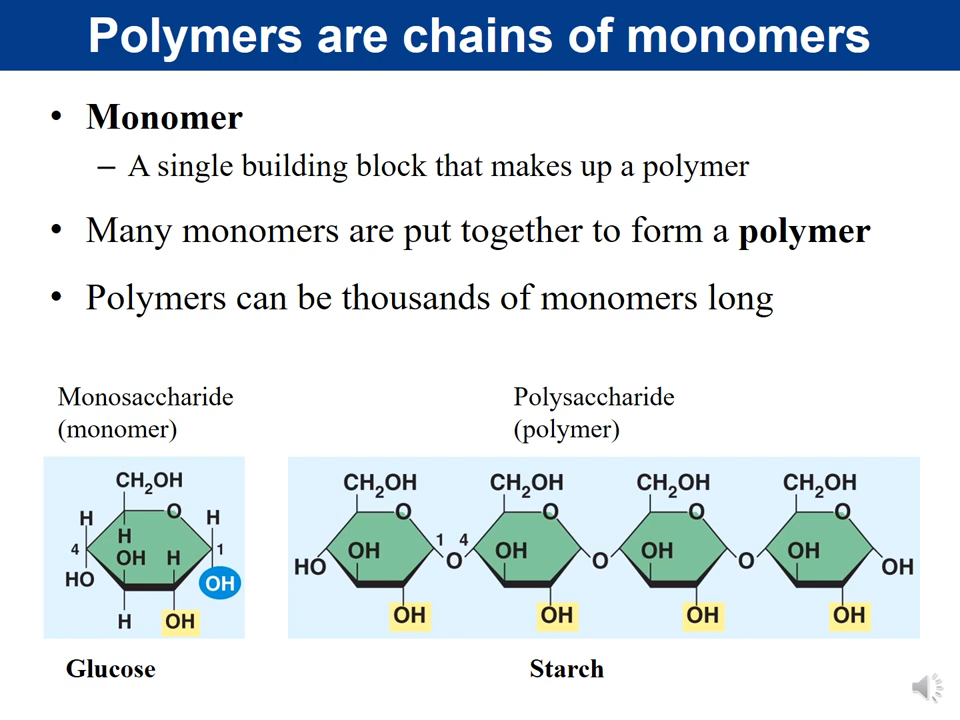 Polymers are chains of monomers
• Monomer
– A single building block that makes up a polymer
• Many monomers are put together to form a polymer
• Polymers can be thousands of monomers long
Monosaccharide
(monomer)
Polysaccharide
(polymer)
CH₂OH
H O H
H
4 OH H 1
HO OH
H OH
Glucose
CH₂OH CH₂OH CH₂OH CH₂OH
O O O O
1 4
HO OH O OH O OH O OH OH
OH OH OH OH
Starch